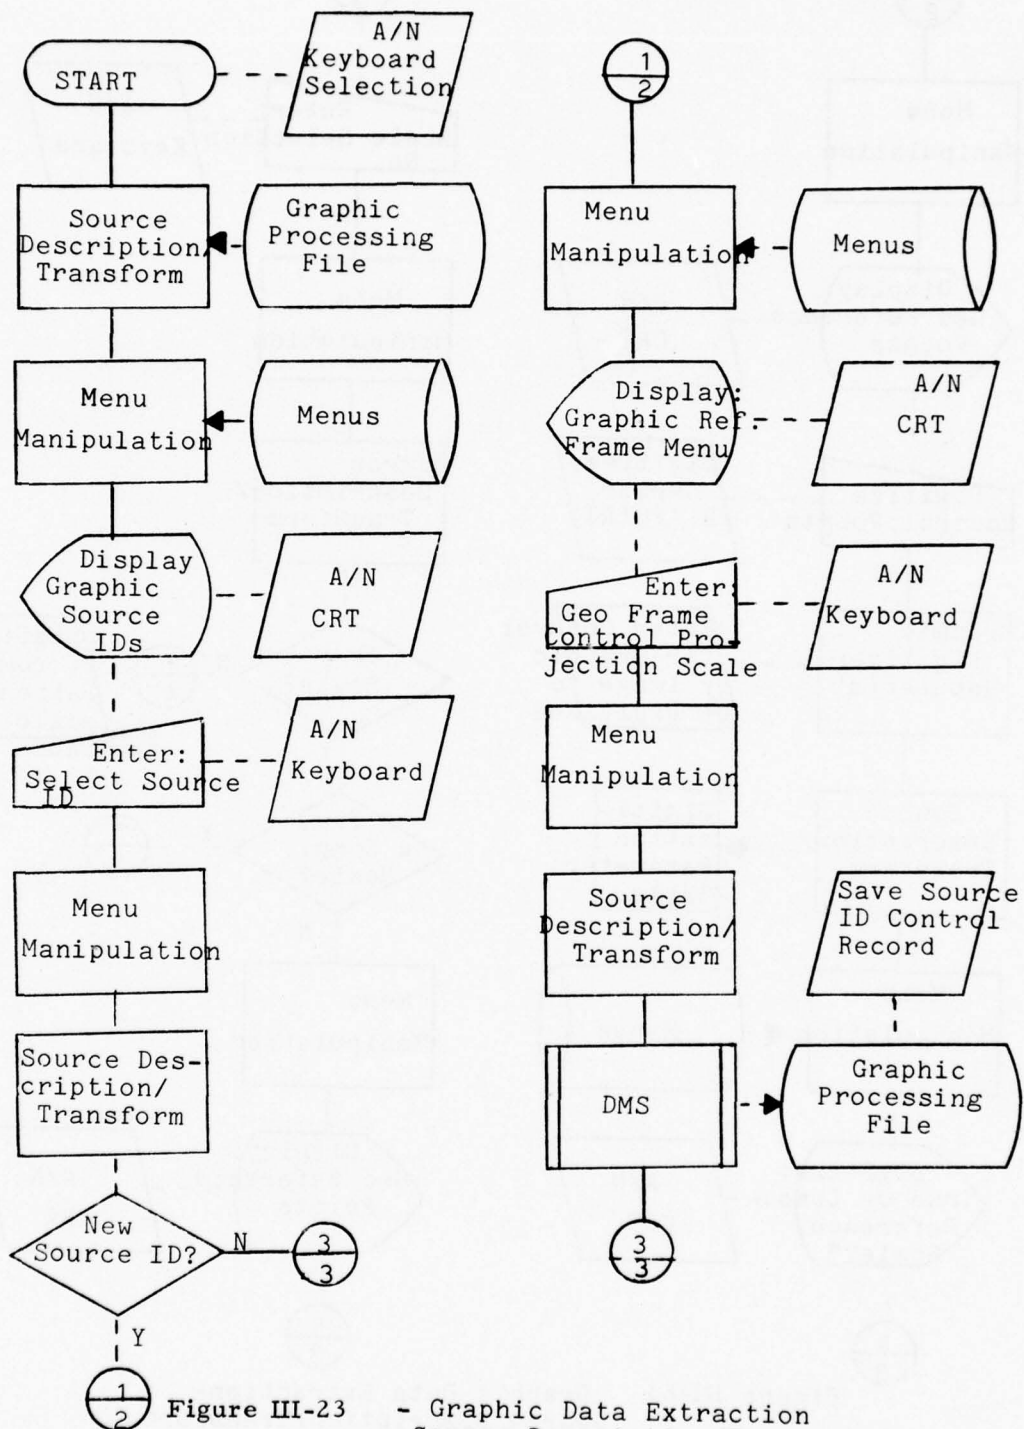 START
A/N
Keyboard
Selection
Source
Description/
Transform
Graphic
Processing
File
Menu
Manipulation
Menus
Display
Graphic
Source
IDs
A/N
CRT
Enter:
Select Source
ID
A/N
Keyboard
Menu
Manipulation
Source Des-
cription/
Transform
New
Source ID?
N
3
3
Y
1
2
1
2
Menu
Manipulation
Menus
Display:
Graphic Ref.
Frame Menu
A/N
CRT
Enter:
Geo Frame
Control Pro-
jection Scale
A/N
Keyboard
Menu
Manipulation
Source
Description/
Transform
Save Source
ID Control
Record
DMS
Graphic
Processing
File
3
3
Figure III-23 - Graphic Data Extraction